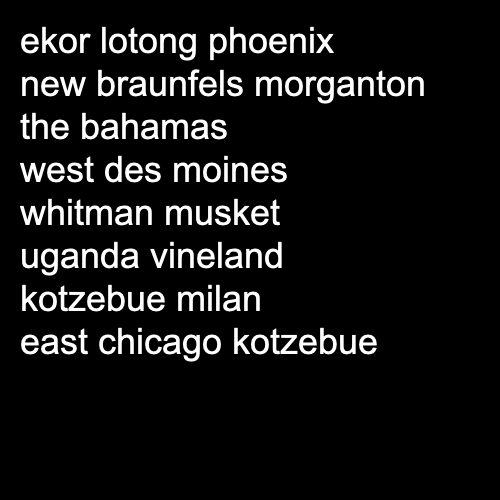 ekor lotong phoenix
new braunfels morganton
the bahamas
west des moines
whitman musket
uganda vineland
kotzebue milan
east chicago kotzebue